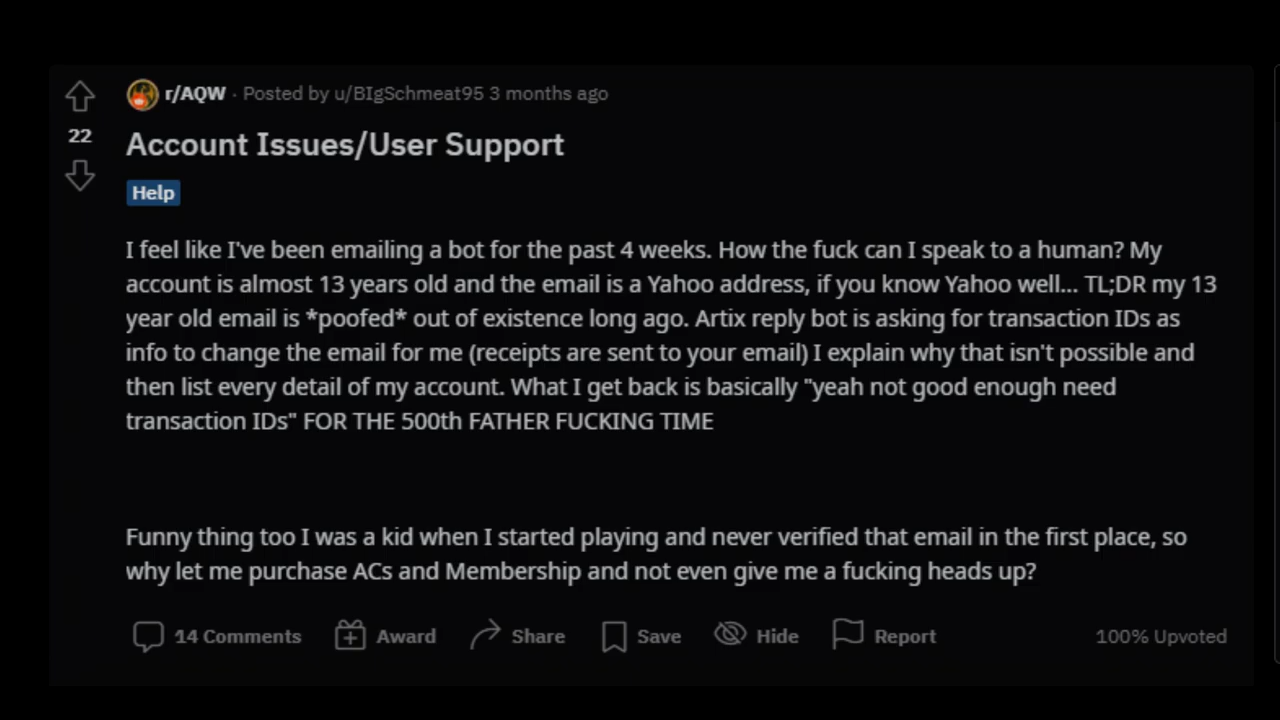 r/AQW · Posted by u/BIgSchmeat95 3 months ago
22
Account Issues/User Support
Help
I feel like I've been emailing a bot for the past 4 weeks. How the fuck can I speak to a human? My
account is almost 13 years old and the email is a Yahoo address, if you know Yahoo well... TL;DR my 13
year old email is *poofed* out of existence long ago. Artix reply bot is asking for transaction IDs as
info to change the email for me (receipts are sent to your email) I explain why that isn't possible and
then list every detail of my account. What I get back is basically "yeah not good enough need
transaction IDs" FOR THE 500th FATHER FUCKING TIME
Funny thing too I was a kid when I started playing and never verified that email in the first place, so
why let me purchase ACs and Membership and not even give me a fucking heads up?
14 Comments Award Share Save Hide Report 100% Upvoted